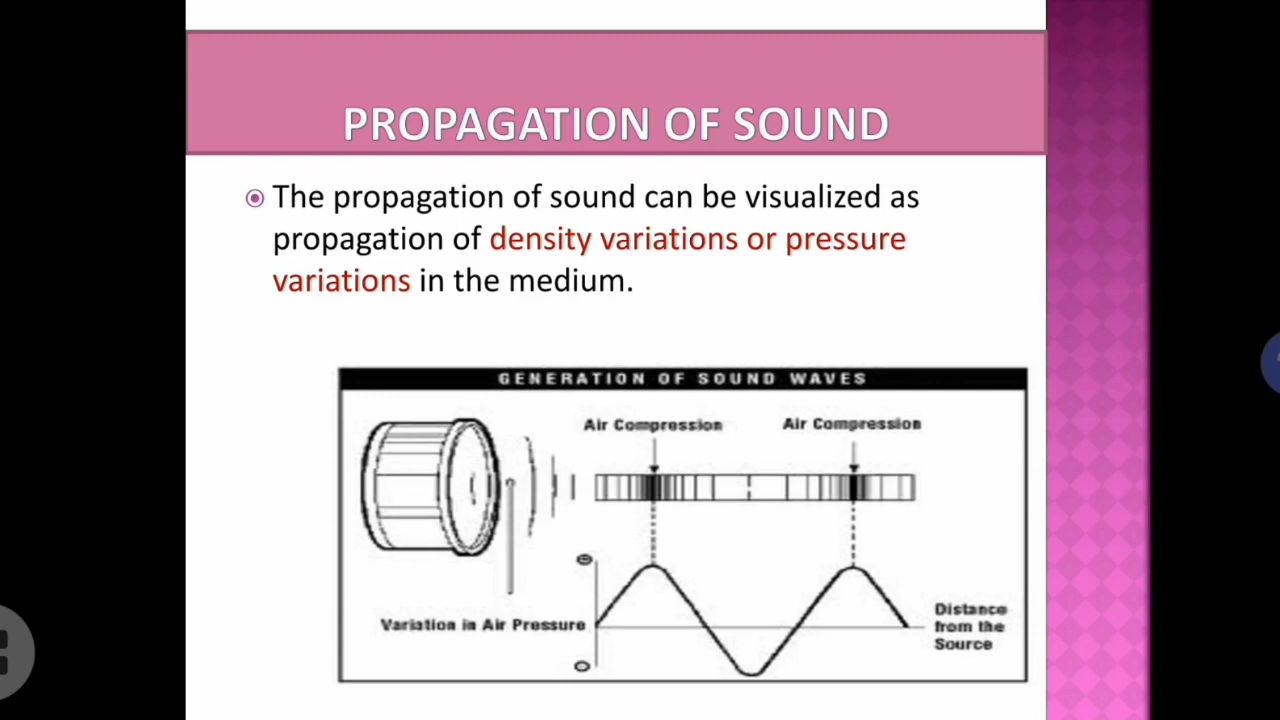 PROPAGATION OF SOUND
The propagation of sound can be visualized as
propagation of density variations or pressure
variations in the medium.
GENERATION OF SOUND WAVES
Air Compression Air Compression
Variation in Air Pressure
Distance
from the
Source